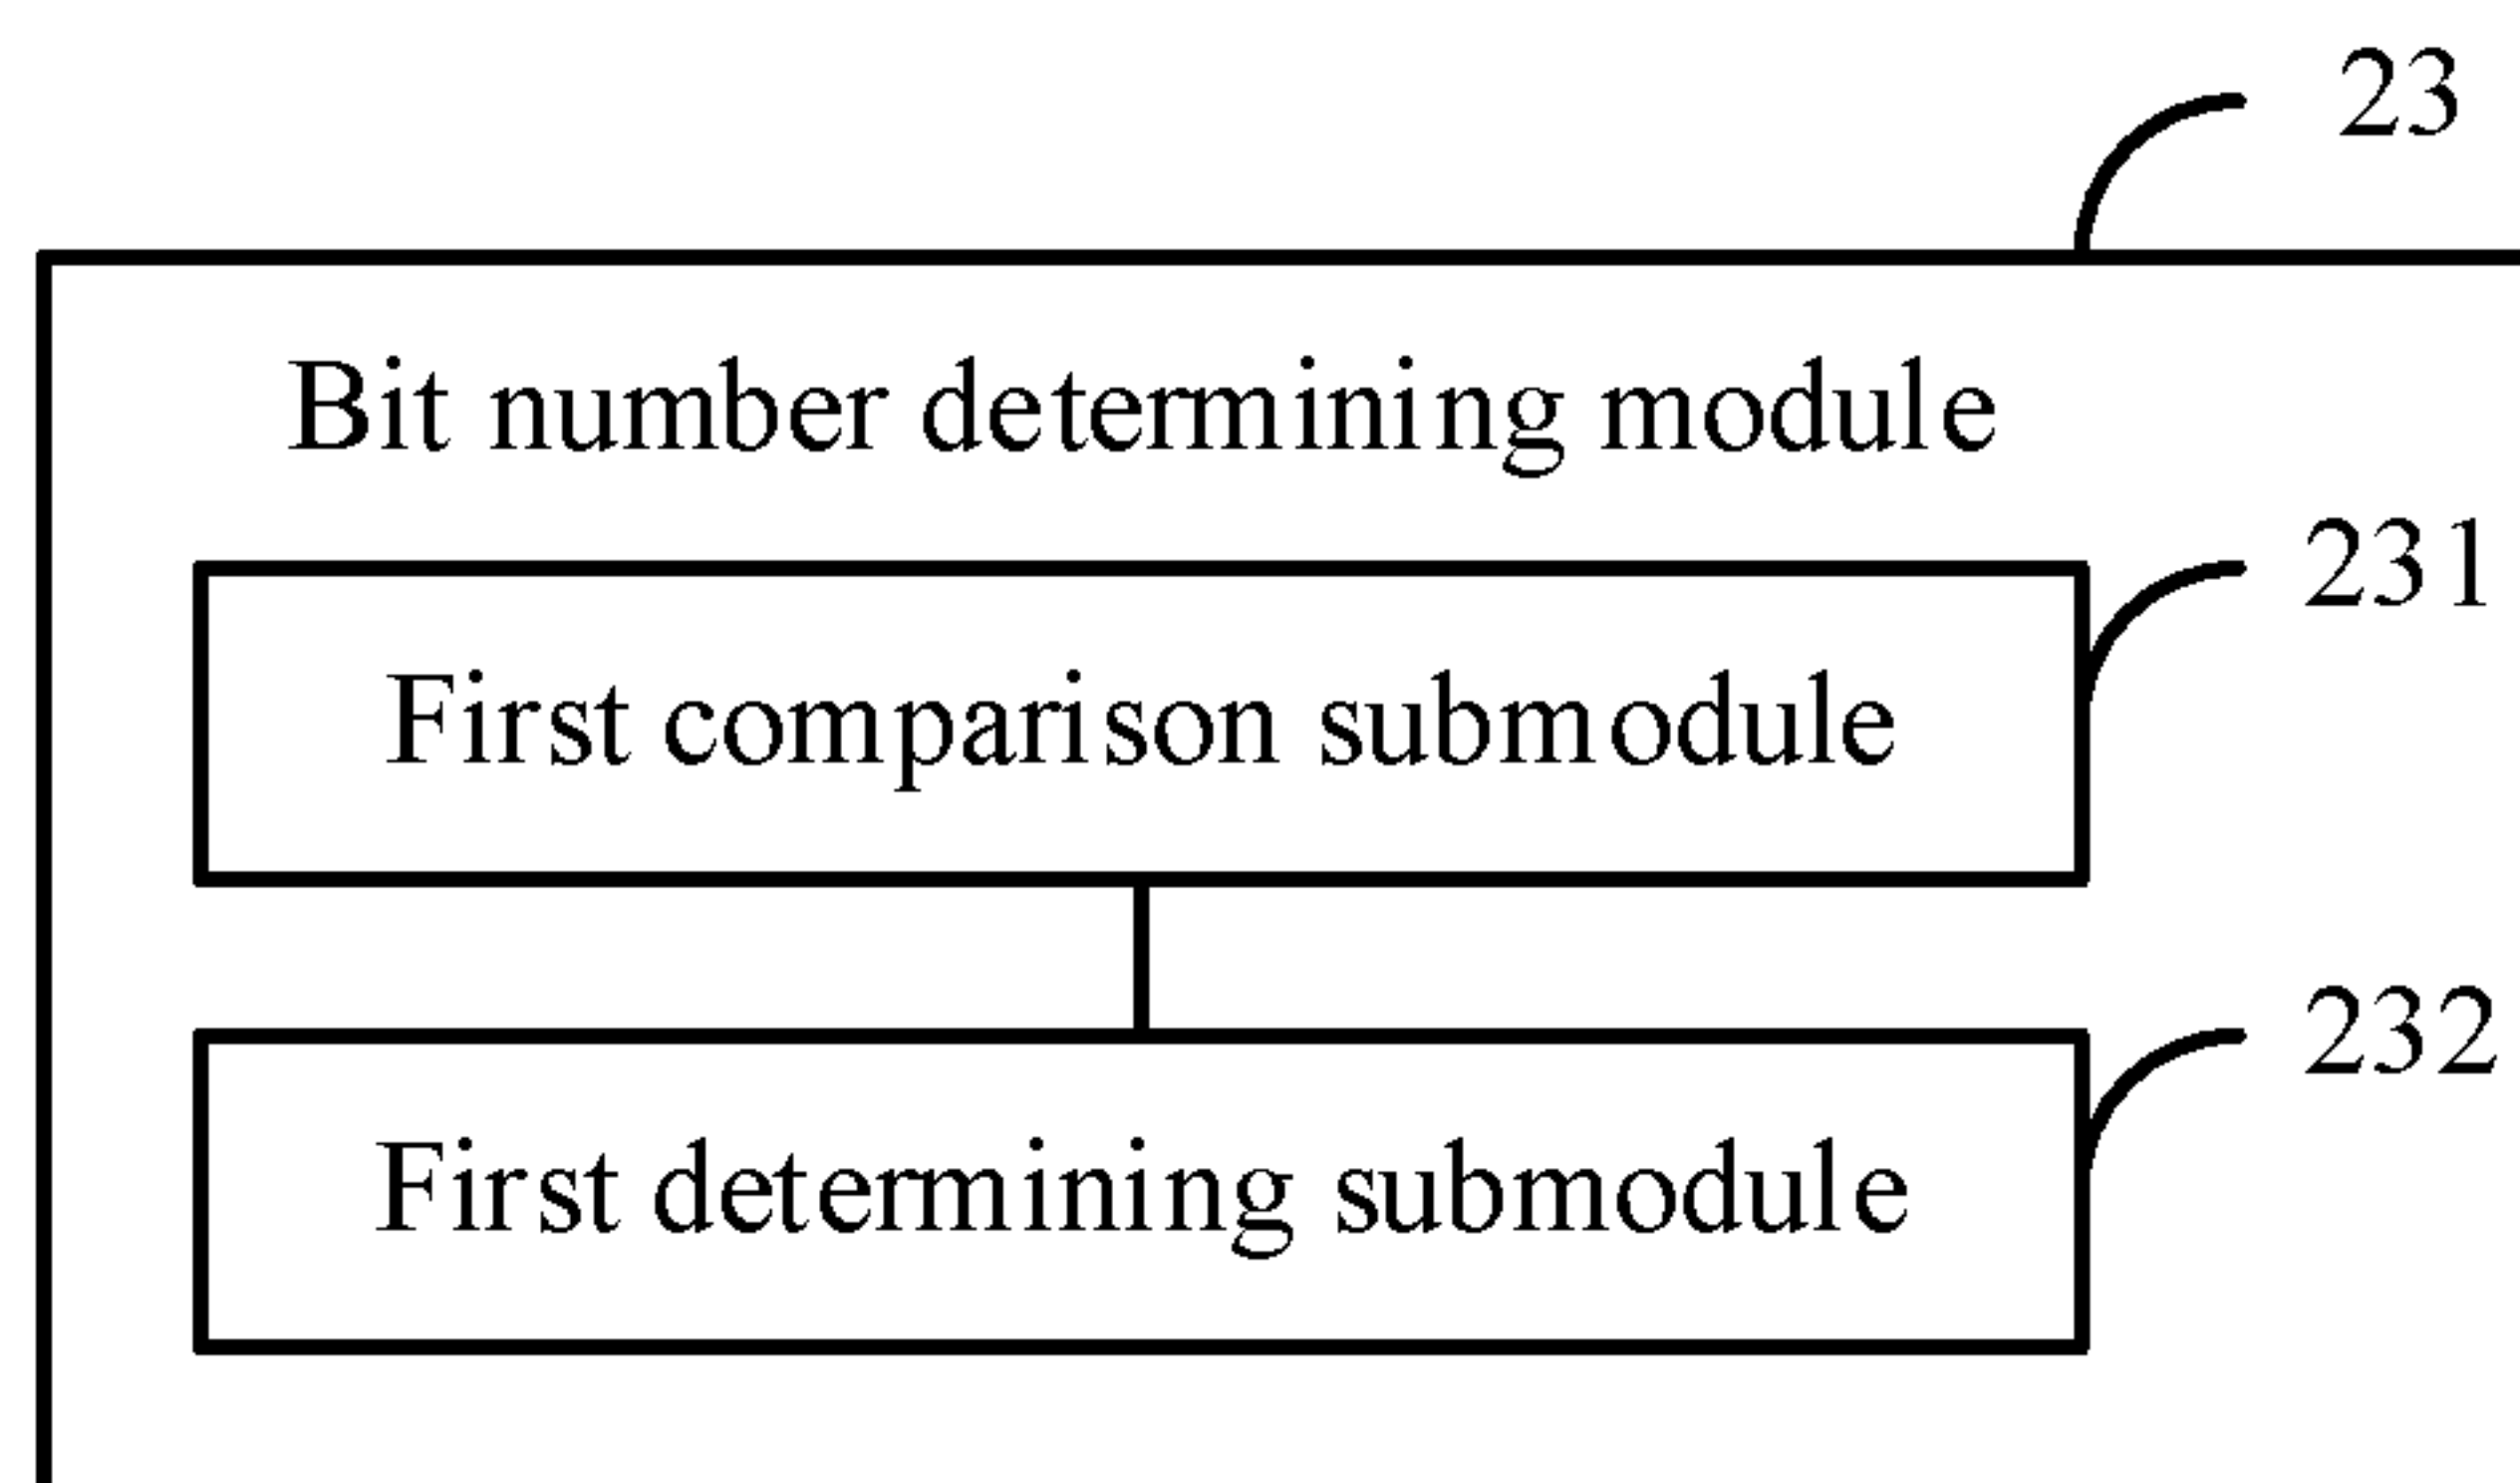 23
Bit number determining module
231
First comparison submodule
232
First determining submodule